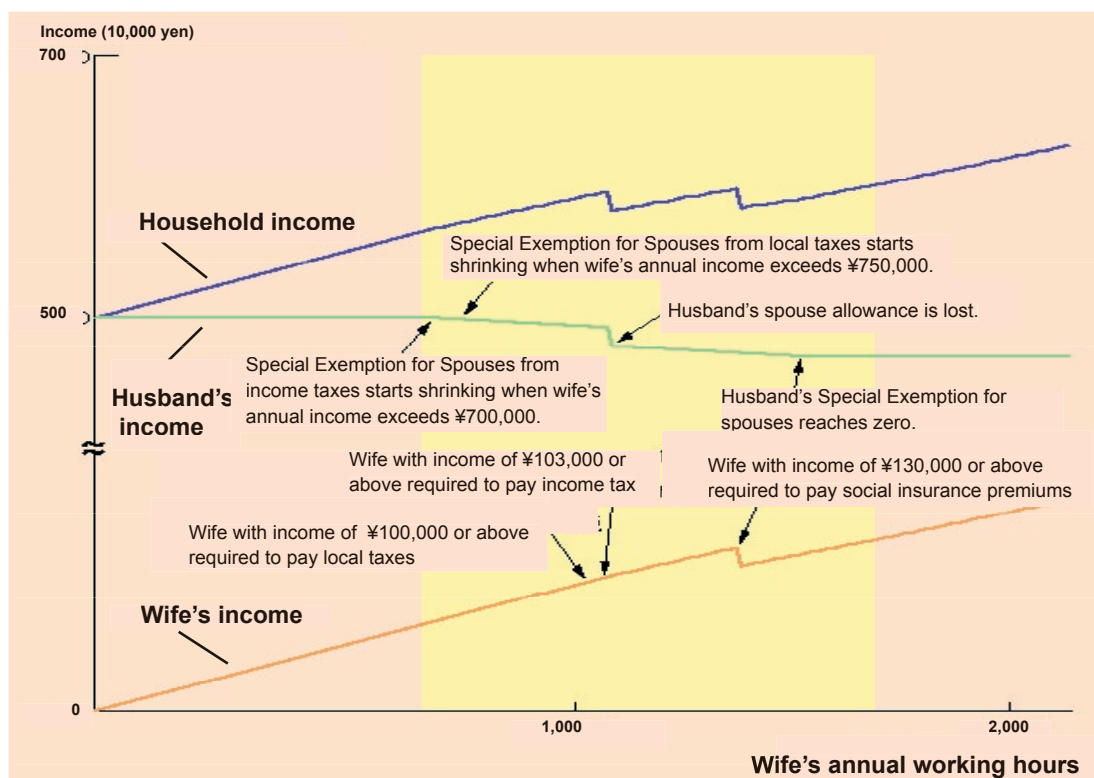 Income (10,000 yen)
700
Household income
Special Exemption for Spouses from local taxes starts
shrinking when wife's annual income exceeds ¥750,000.
500
Husband's spouse allowance is lost.
Husband's
income
Special Exemption for Spouses from
income taxes starts shrinking when wife's
annual income exceeds ¥700,000.
Husband's Special Exemption for
spouses reaches zero.
Wife with income of ¥103,000 or
above required to pay income tax
Wife with income of ¥130,000 or above
required to pay social insurance premiums
Wife with income of ¥100,000 or above
required to pay local taxes
Wife's income
0
1,000
2,000
Wife's annual working hours